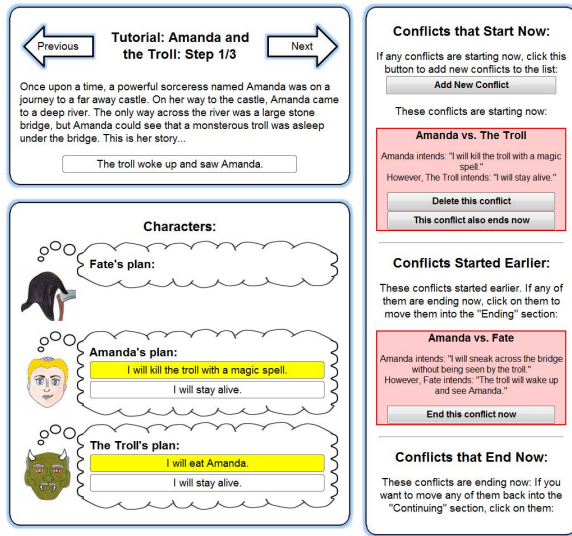 Previous
Tutorial: Amanda and
the Troll: Step 1/3
Next
Once upon a time, a powerful sorceress named Amanda was on a
journey to a far away castle. On her way to the castle, Amanda came
to a deep river. The only way across the river was a large stone
bridge, but Amanda could see that a monsterous troll was asleep
under the bridge. This is her story...
The troll woke up and saw Amanda.
Characters:
Fate's plan:
Amanda's plan:
I will kill the troll with a magic spell.
I will stay alive.
The Troll's plan:
I will eat Amanda.
I will stay alive.
Conflicts that Start Now:
If any conflicts are starting now, click this
button to add new conflicts to the list:
Add New Conflict
These conflicts are starting now:
Amanda vs. The Troll
Amanda intends: "I will kill the troll with a magic
spell."
However, The Troll intends: "I will stay alive."
Delete this conflict
This conflict also ends now
Conflicts Started Earlier:
These conflicts started earlier. If any of
them are ending now, click on them to
move them into the "Ending" section:
Amanda vs. Fate
Amanda intends: "I will sneak across the bridge
without being seen by the troll."
However, Fate intends: "The troll will wake up
and see Amanda."
End this conflict now
Conflicts that End Now:
These conflicts are ending now: If you
want to move any of them back into the
"Continuing" section, click on them: